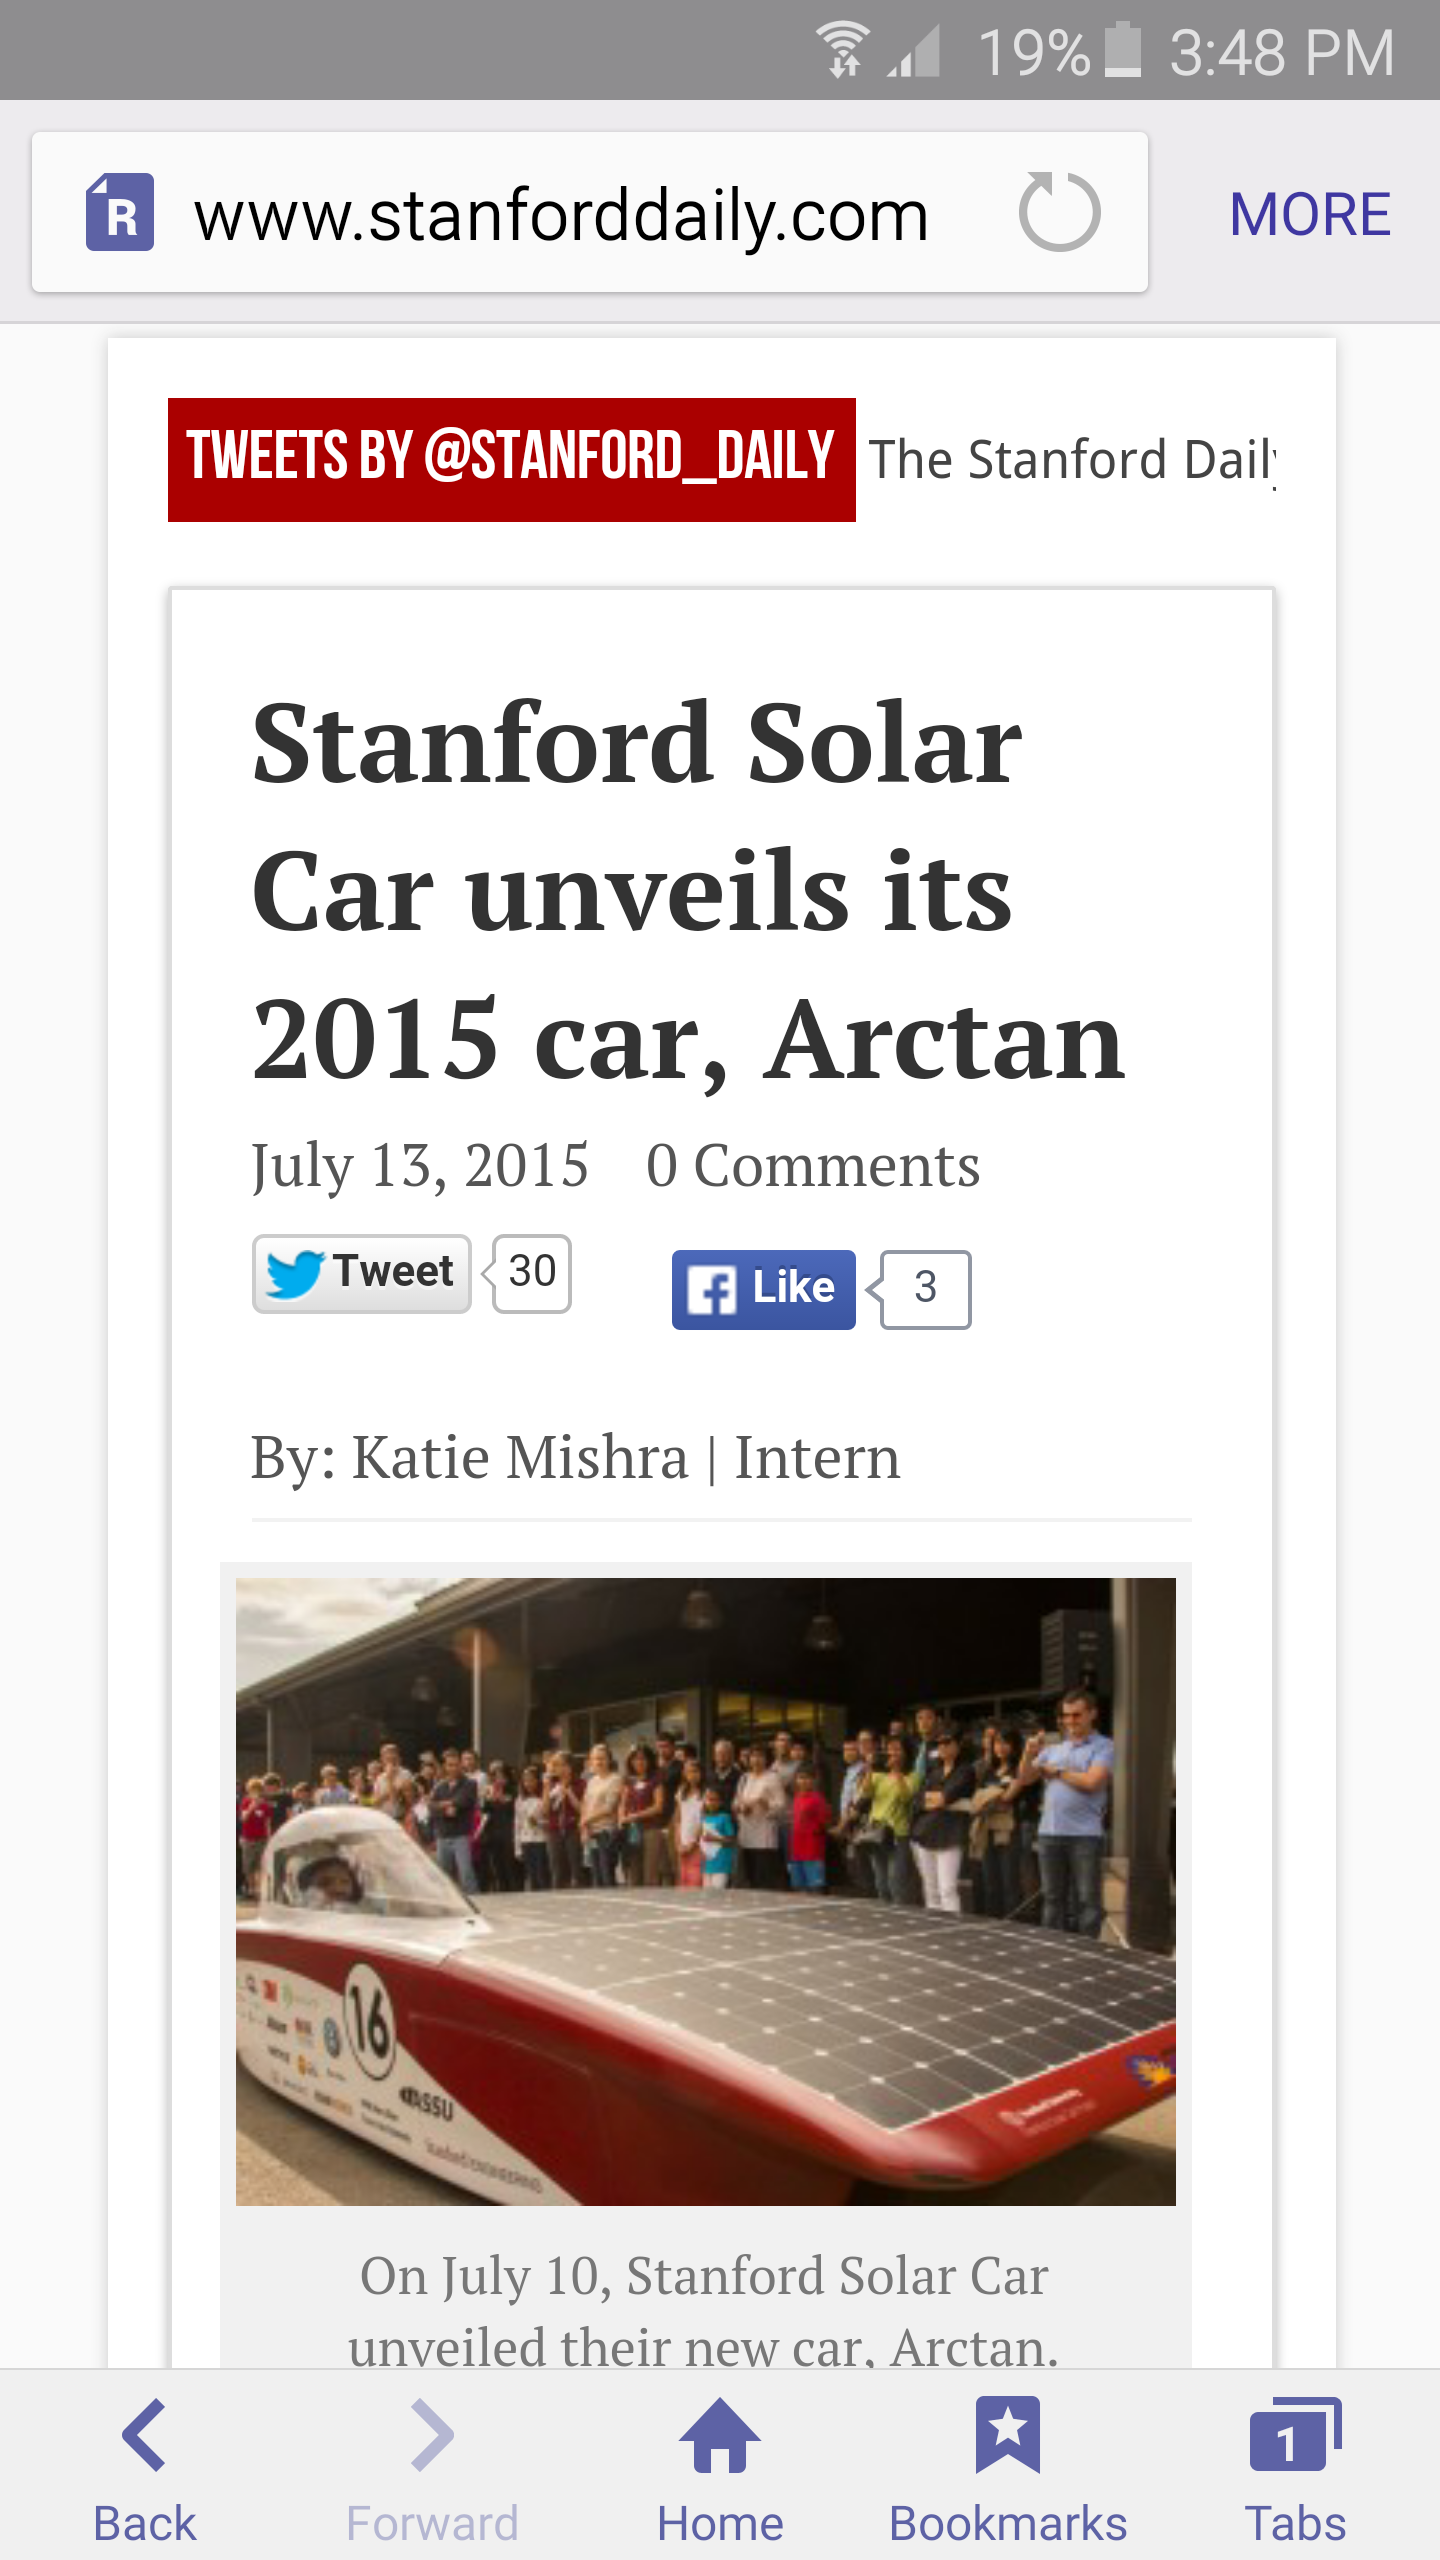 19% 3:48 PM
R www.stanforddaily.com MORE
TWEETS BY @STANFORD_DAILY The Stanford Daily
Stanford Solar
Car unveils its
2015 car, Arctan
July 13, 2015 0 Comments
Tweet 30 Like 3
By: Katie Mishra | Intern
16
ASSU
On July 10, Stanford Solar Car
unveiled their new car, Arctan.
1
Back Forward Home Bookmarks Tabs